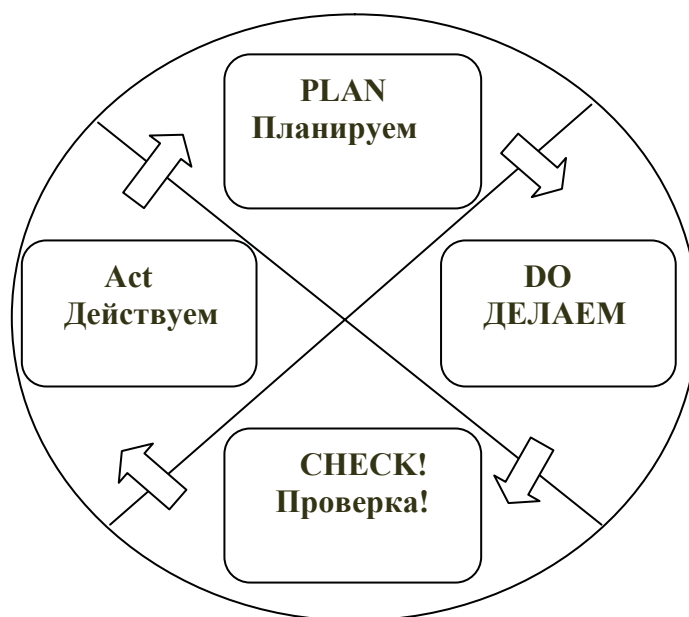 PLAN
Планируем
DO
ДЕЛАЕМ
CHECK!
Проверка!
Act
Действуем